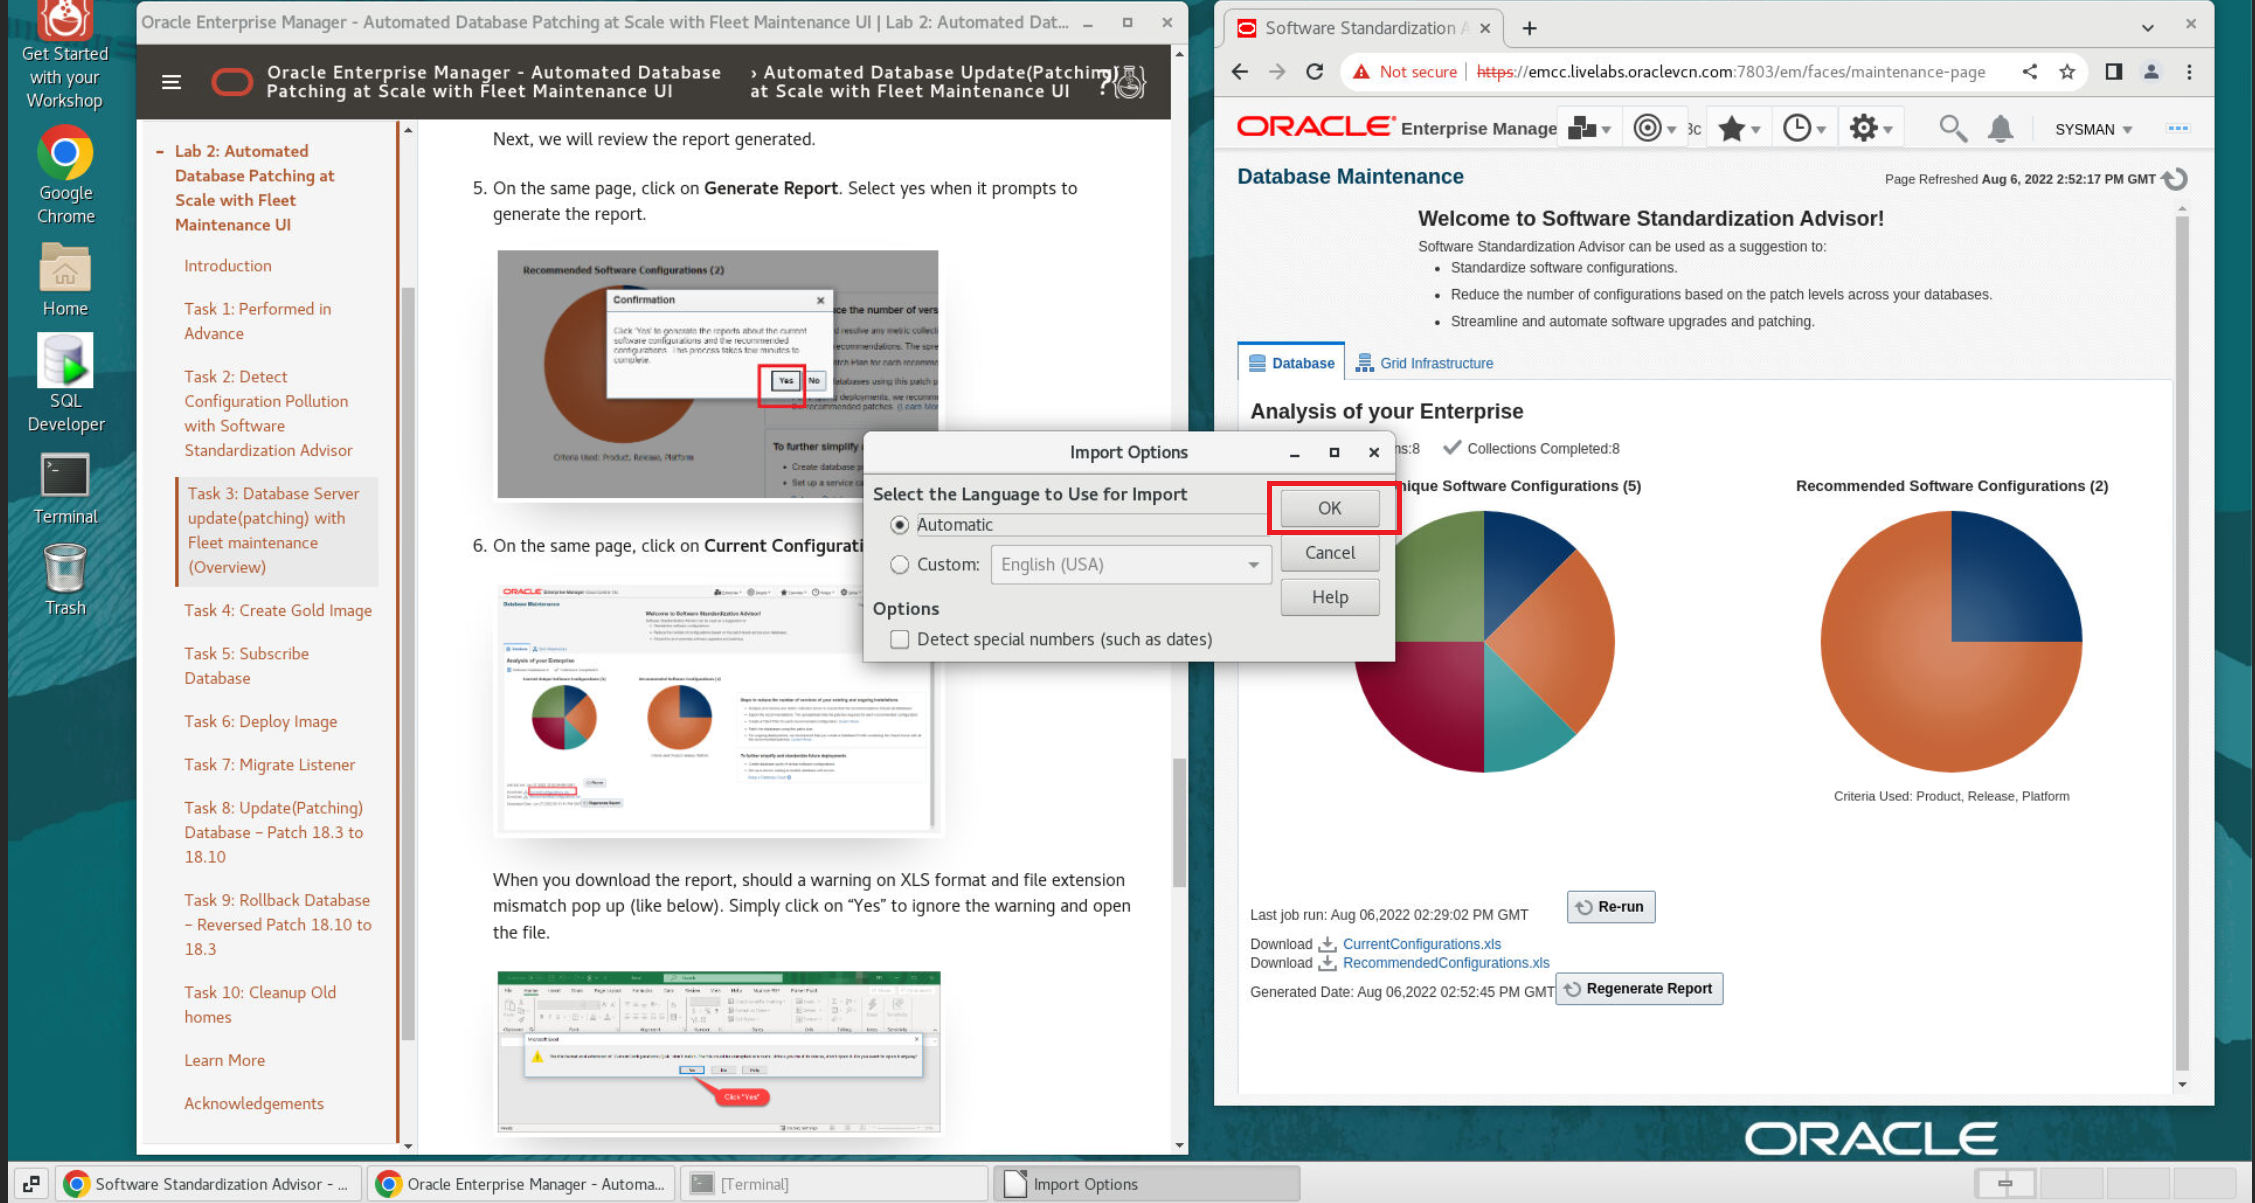 Get Started
with your
Workshop
Google
Chrome
Home
SQL
Developer
Terminal
Trash
Oracle Enterprise Manager - Automated Database Patching at Scale with Fleet Maintenance UI | Lab 2: Automated Dat...
Oracle Enterprise Manager - Automated Database
Patching at Scale with Fleet Maintenance UI
› Automated Database Update(Patching)
at Scale with Fleet Maintenance UI
?
- Lab 2: Automated
Database Patching at
Scale with Fleet
Maintenance UI
Introduction
Task 1: Performed in
Advance
Task 2: Detect
Configuration Pollution
with Software
Standardization Advisor
Task 3: Database Server
update(patching) with
Fleet maintenance
(Overview)
Task 4: Create Gold Image
Task 5: Subscribe
Database
Task 6: Deploy Image
Task 7: Migrate Listener
Task 8: Update(Patching)
Database – Patch 18.3 to
18.10
Task 9: Rollback Database
– Reversed Patch 18.10 to
18.3
Task 10: Cleanup Old
homes
Learn More
Acknowledgements
Next, we will review the report generated.
5. On the same page, click on Generate Report. Select yes when it prompts to
generate the report.
Recommended Software Configurations (2)
Confirmation
Click 'Yes' to generate the reports about the current
software configurations and the recommended
configurations. This process takes few minutes to
complete.
Yes
No
Criteria Used: Product, Release, Platform
6. On the same page, click on Current Configurati
ORACLE
Database Maintenance
Welcome to Software Standardization Advisor!
Analysis of your Enterprise
When you download the report, should a warning on XLS format and file extension
mismatch pop up (like below). Simply click on “Yes” to ignore the warning and open
the file.
Microsoft Excel
Click "Yes"
Import Options
Select the Language to Use for Import
Automatic
Custom:
English (USA)
Options
Detect special numbers (such as dates)
OK
Cancel
Help
Software Standardization A
Not secure
https://emcc.livelabs.oraclevcn.com:7803/em/faces/maintenance-page
ORACLE Enterprise Manage
3c
SYSMAN
Database Maintenance
Page Refreshed Aug 6, 2022 2:52:17 PM GMT
Welcome to Software Standardization Advisor!
Software Standardization Advisor can be used as a suggestion to:
• Standardize software configurations.
• Reduce the number of configurations based on the patch levels across your databases.
• Streamline and automate software upgrades and patching.
Database
Grid Infrastructure
Analysis of your Enterprise
ns:8
Collections Completed:8
nique Software Configurations (5)
Recommended Software Configurations (2)
Criteria Used: Product, Release, Platform
Last job run: Aug 06,2022 02:29:02 PM GMT
Re-run
Download CurrentConfigurations.xls
Download RecommendedConfigurations.xls
Generated Date: Aug 06,2022 02:52:45 PM GMT
Regenerate Report
ORACLE
Software Standardization Advisor - ...
Oracle Enterprise Manager - Automa...
[Terminal]
Import Options